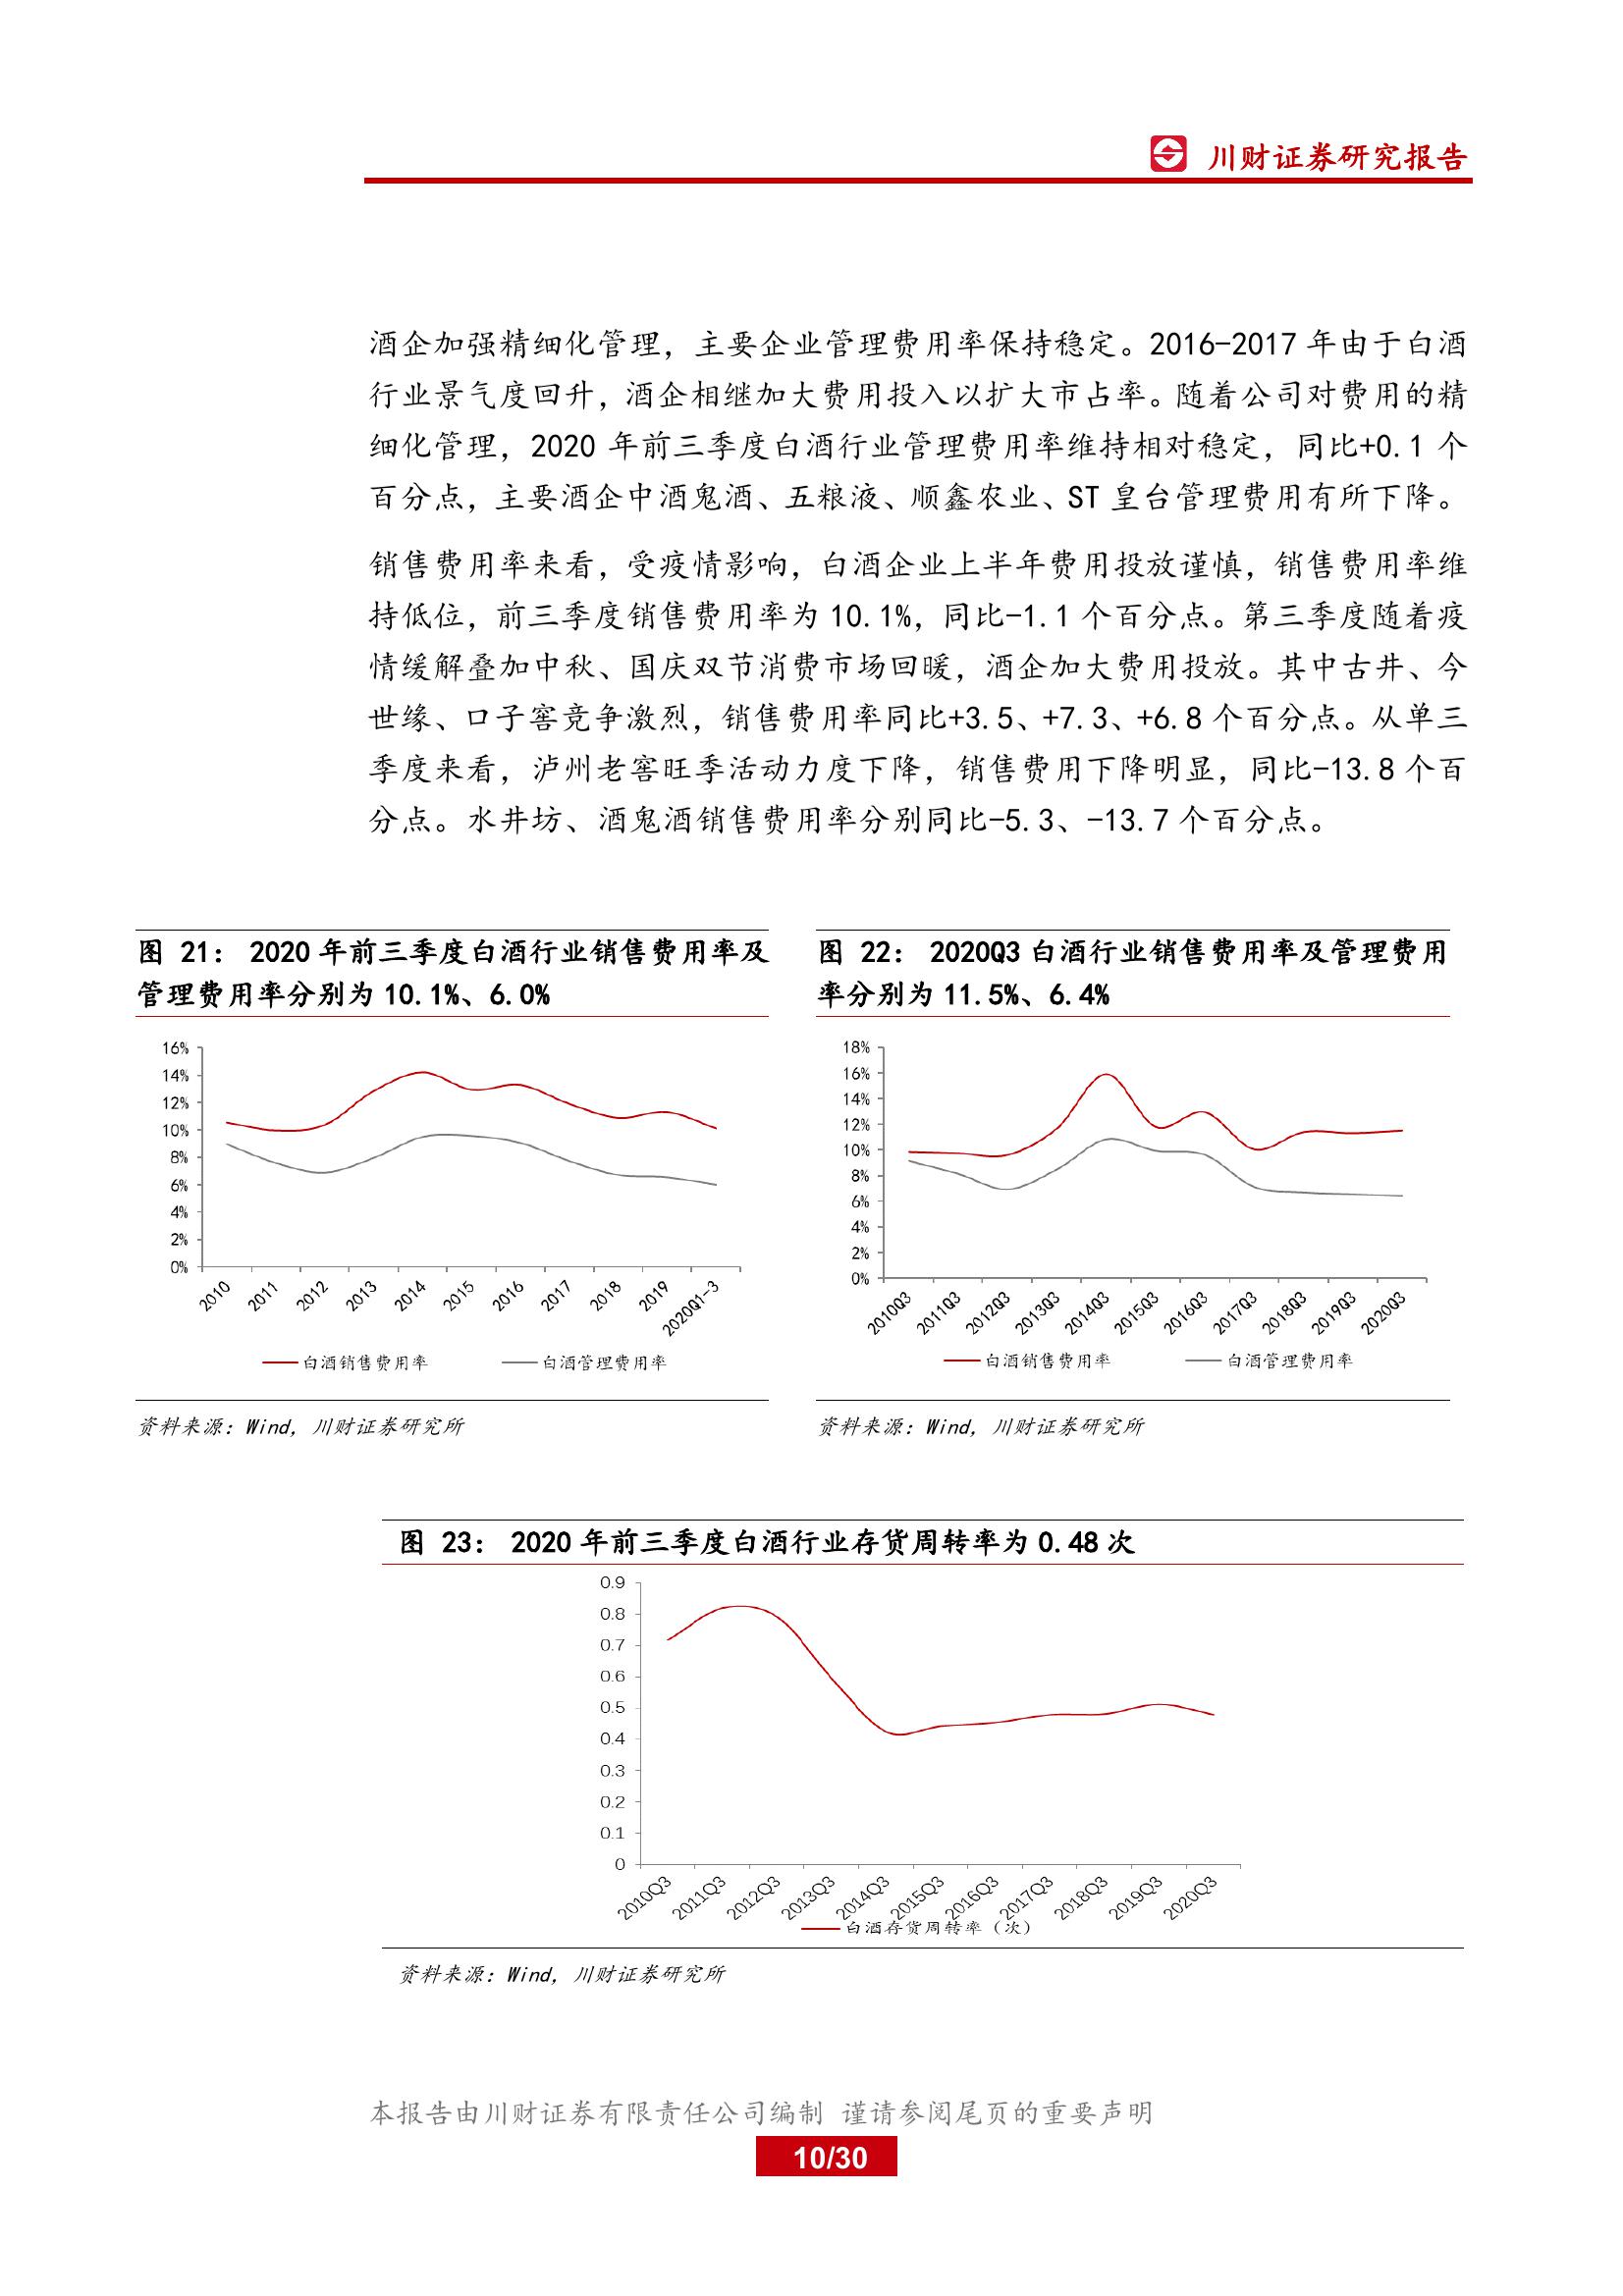 川财证券研究报告
酒企加强精细化管理，主要企业管理费用率保持稳定。2016-2017 年由于白酒
行业景气度回升，酒企相继加大费用投入以扩大市占率。随着公司对费用的精
细化管理，2020 年前三季度白酒行业管理费用率维持相对稳定，同比+0.1 个
百分点，主要酒企中酒鬼酒、五粮液、顺鑫农业、ST 皇台管理费用有所下降。
销售费用率来看，受疫情影响，白酒企业上半年费用投放谨慎，销售费用率维
持低位，前三季度销售费用率为 10.1%，同比-1.1 个百分点。第三季度随着疫
情缓解叠加中秋、国庆双节消费市场回暖，酒企加大费用投放。其中古井、今
世缘、口子窖竞争激烈，销售费用率同比+3.5、+7.3、+6.8 个百分点。从单三
季度来看，泸州老窖旺季活动力度下降，销售费用下降明显，同比-13.8 个百
分点。水井坊、酒鬼酒销售费用率分别同比-5.3、-13.7 个百分点。
图 21： 2020 年前三季度白酒行业销售费用率及
管理费用率分别为 10.1%、6.0%
16%
14%
12%
10%
8%
6%
4%
2%
0%
2010
2011
2012
2013
2014
2015
2016
2017
2018
2019
2020Q1-3
白酒销售费用率
白酒管理费用率
资料来源：Wind，川财证券研究所
图 22： 2020Q3 白酒行业销售费用率及管理费用
率分别为 11.5%、6.4%
18%
16%
14%
12%
10%
8%
6%
4%
2%
0%
2010Q3
2011Q3
2012Q3
2013Q3
2014Q3
2015Q3
2016Q3
2017Q3
2018Q3
2019Q3
2020Q3
白酒销售费用率
白酒管理费用率
资料来源：Wind，川财证券研究所
图 23： 2020 年前三季度白酒行业存货周转率为 0.48 次
0.9
0.8
0.7
0.6
0.5
0.4
0.3
0.2
0.1
0
2010Q3
2011Q3
2012Q3
2013Q3
2014Q3
2015Q3
2016Q3
2017Q3
2018Q3
2019Q3
2020Q3
白酒存货周转率（次）
资料来源：Wind，川财证券研究所
本报告由川财证券有限责任公司编制 谨请参阅尾页的重要声明
10/30